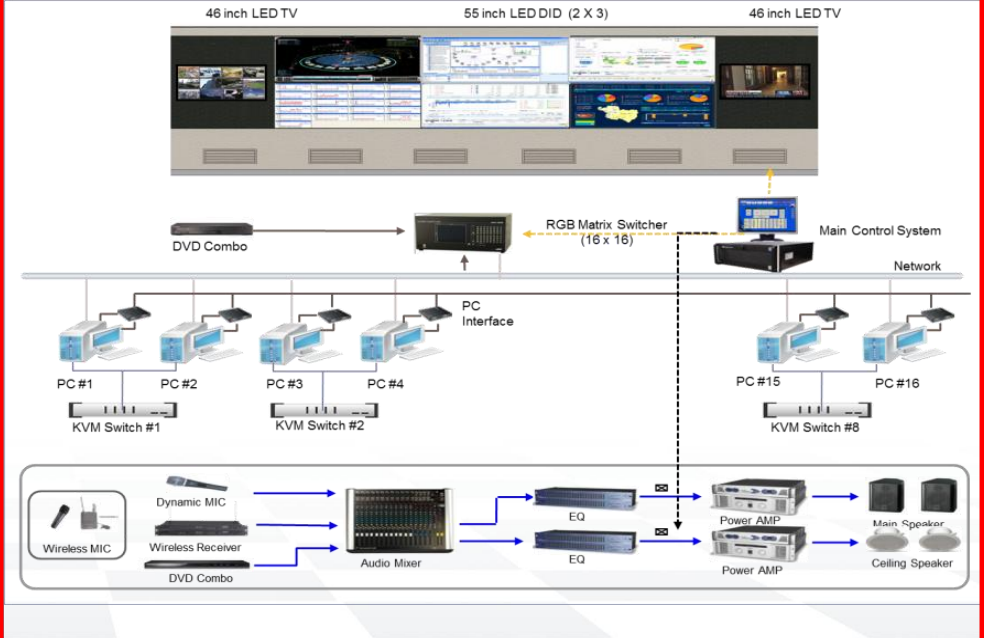 46 inch LED TV
55 inch LED DID (2 X 3)
46 inch LED TV
RGB Matrix Switcher
(16 x 16)
DVD Combo
Main Control System
Network
PC
Interface
PC #1
PC #2
PC #3
PC #4
PC #15
PC #16
KVM Switch #1
KVM Switch #2
KVM Switch #8
Dynamic MIC
Wireless MIC
Wireless Receiver
DVD Combo
Audio Mixer
EQ
EQ
Power AMP
Power AMP
Main Speaker
Ceiling Speaker